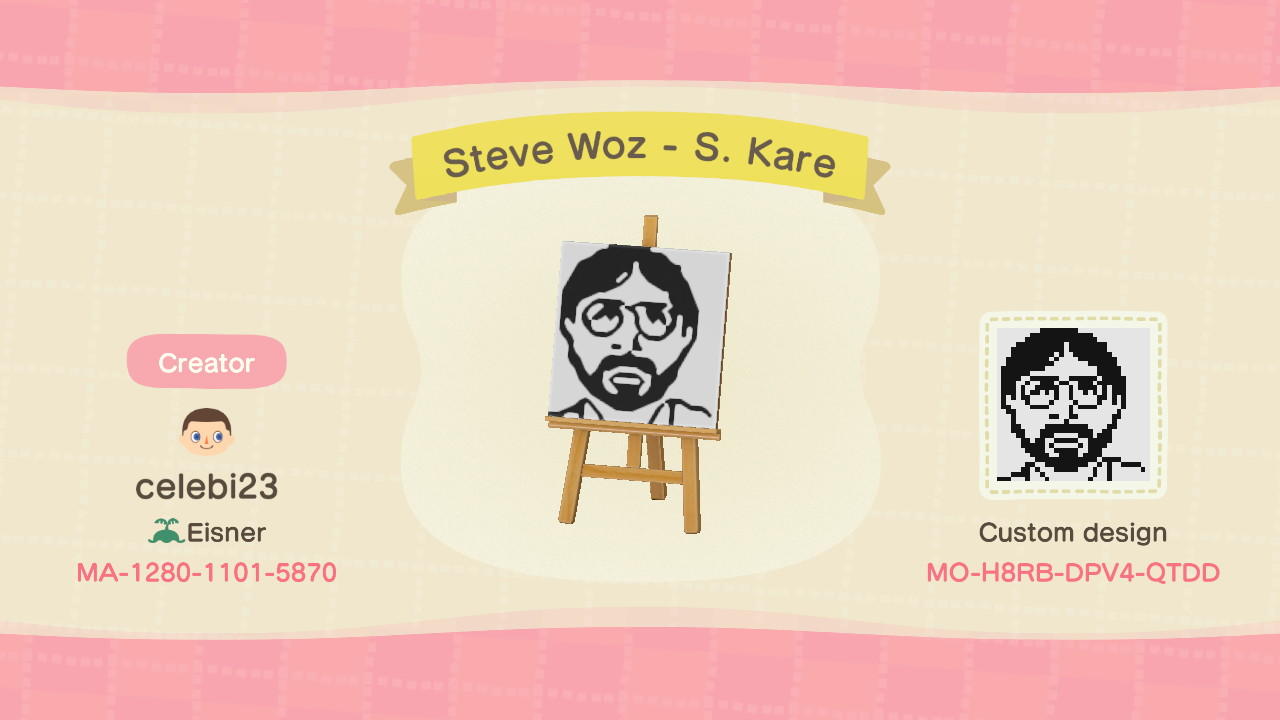 Steve Woz - S. Kare
Creator
celebi23
Eisner
MA-1280-1101-5870
Custom design
MO-H8RB-DPV4-QTDD